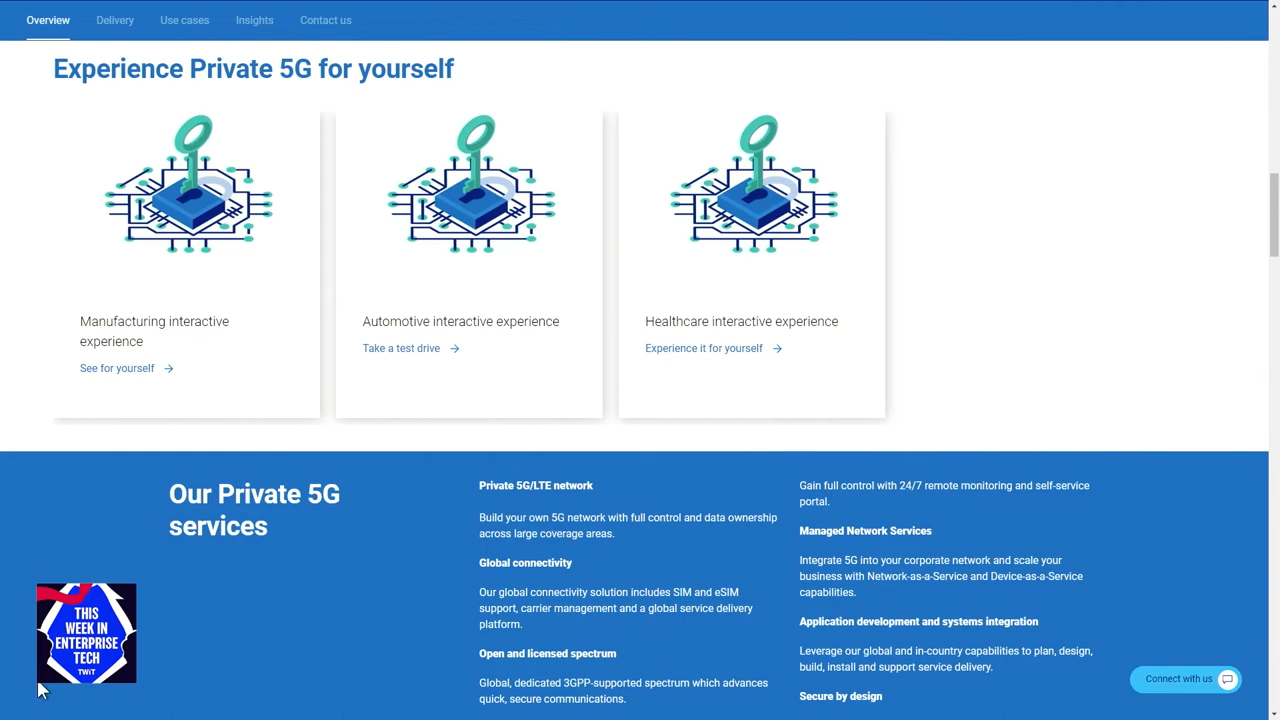 Overview
Delivery
Use cases
Insights
Contact us
Experience Private 5G for yourself
Manufacturing interactive
experience
See for yourself
Automotive interactive experience
Take a test drive
Healthcare interactive experience
Experience it for yourself
Our Private 5G
services
Private 5G/LTE network
Build your own 5G network with full control and data ownership
across large coverage areas.
Global connectivity
Our global connectivity solution includes SIM and eSIM
support, carrier management and a global service delivery
platform.
Open and licensed spectrum
Global, dedicated 3GPP-supported spectrum which advances
quick, secure communications.
Gain full control with 24/7 remote monitoring and self-service
portal.
Managed Network Services
Integrate 5G into your corporate network and scale your
business with Network-as-a-Service and Device-as-a-Service
capabilities.
Application development and systems integration
Leverage our global and in-country capabilities to plan, design,
build, install and support service delivery.
Secure by design
THIS
WEEK IN
ENTERPRISE
TECH
TWiT
Connect with us